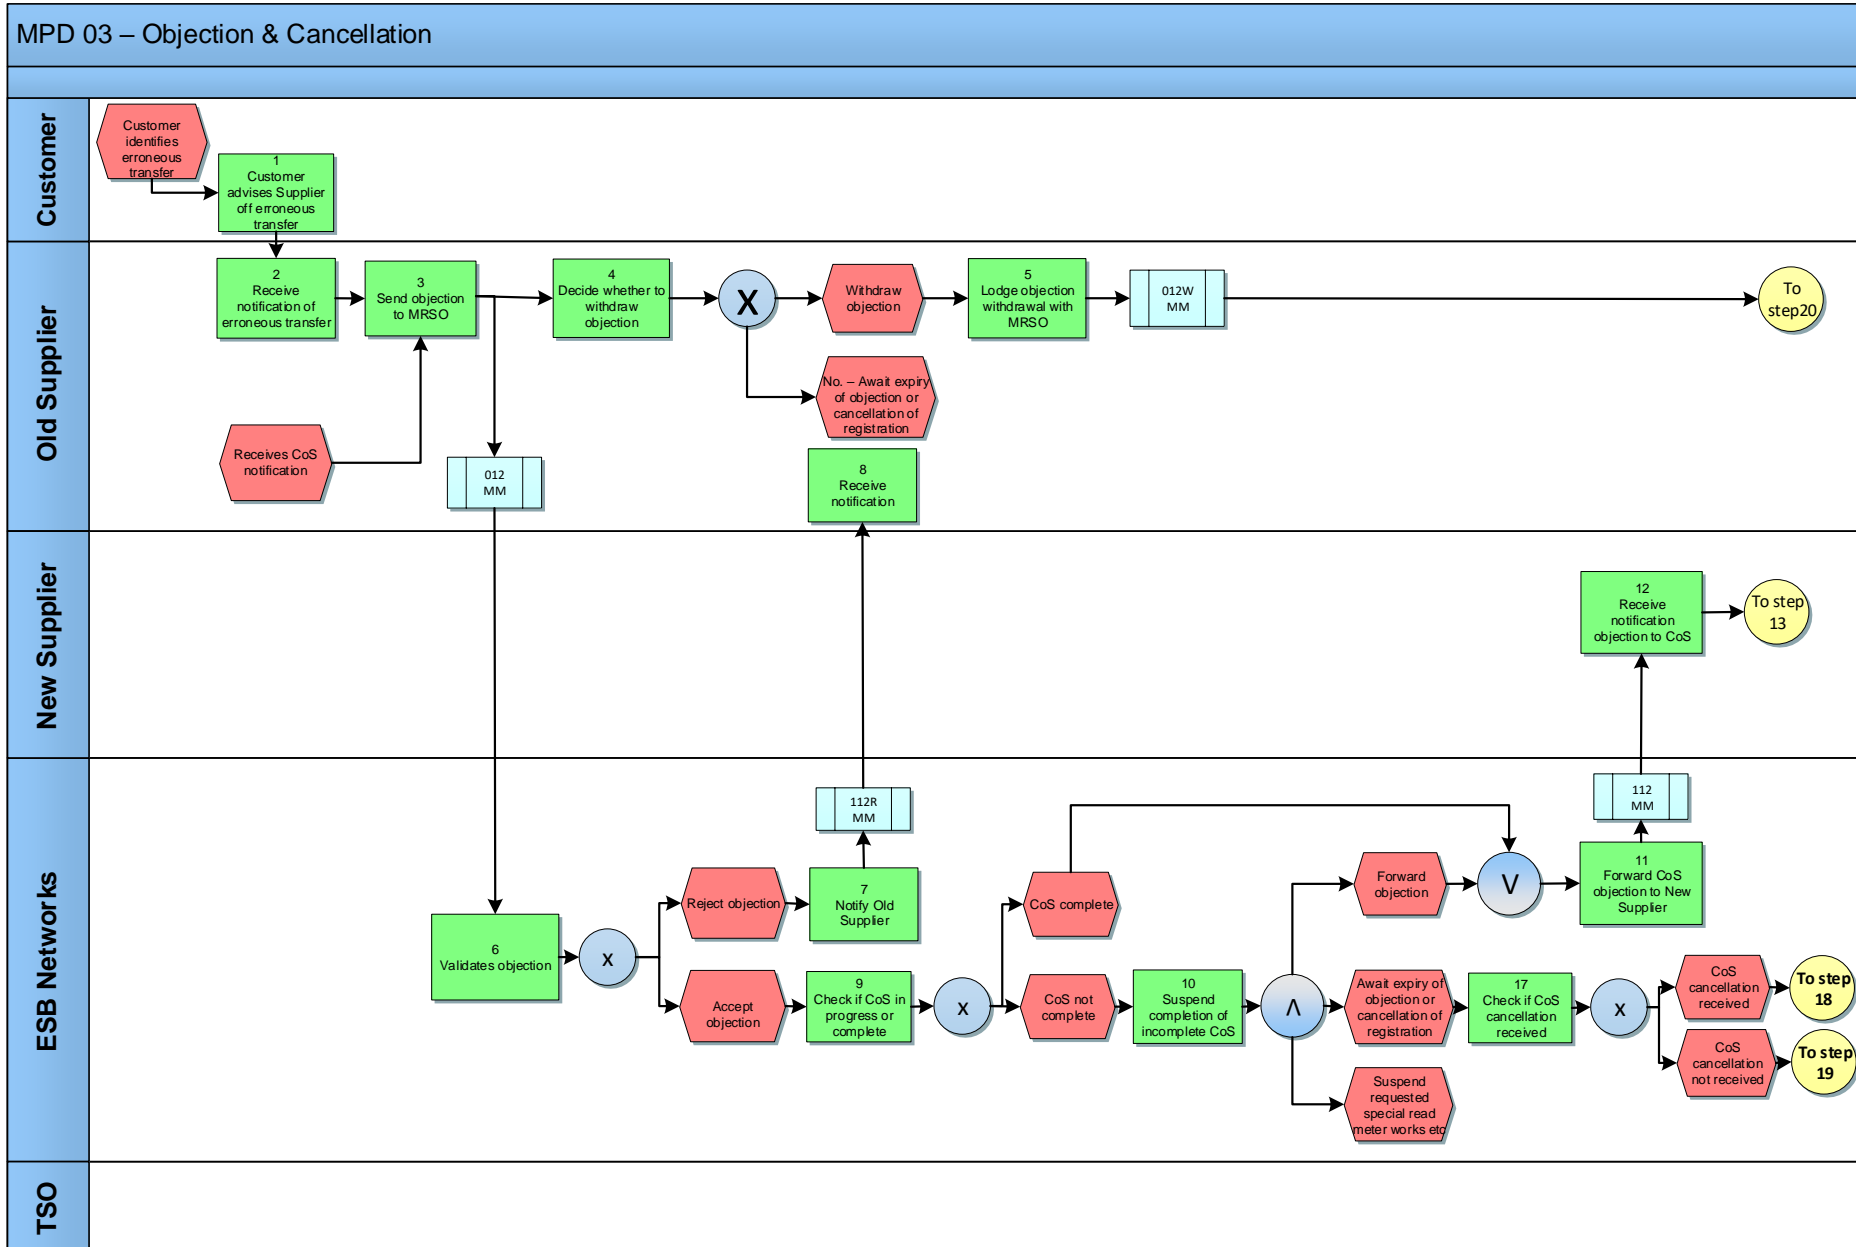 MPD 03 – Objection & Cancellation
Customer
Customer
identifies
erroneous
transfer
1
Customer
advises Supplier
off erroneous
transfer
Old Supplier
2
Receive
notification of
erroneous transfer
3
Send objection
to MRSO
4
Decide whether to
withdraw
objection
X
Withdraw
objection
5
Lodge objection
withdrawal with
MRSO
012W
MM
To
step20
No. – Await expiry
of objection or
cancellation of
registration
Receives CoS
notification
012
MM
8
Receive
notification
New Supplier
12
Receive
notification
objection to CoS
To step
13
ESB Networks
112R
MM
112
MM
6
Validates objection
x
Reject objection
7
Notify Old
Supplier
CoS complete
Forward
objection
V
11
Forward CoS
objection to New
Supplier
Accept
objection
9
Check if CoS in
progress or
complete
x
CoS not
complete
10
Suspend
completion of
incomplete CoS
Λ
Await expiry of
objection or
cancellation of
registration
17
Check if CoS
cancellation
received
x
CoS
cancellation
received
To step
18
CoS
cancellation
not received
To step
19
Suspend
requested
special read
meter works etc
TSO